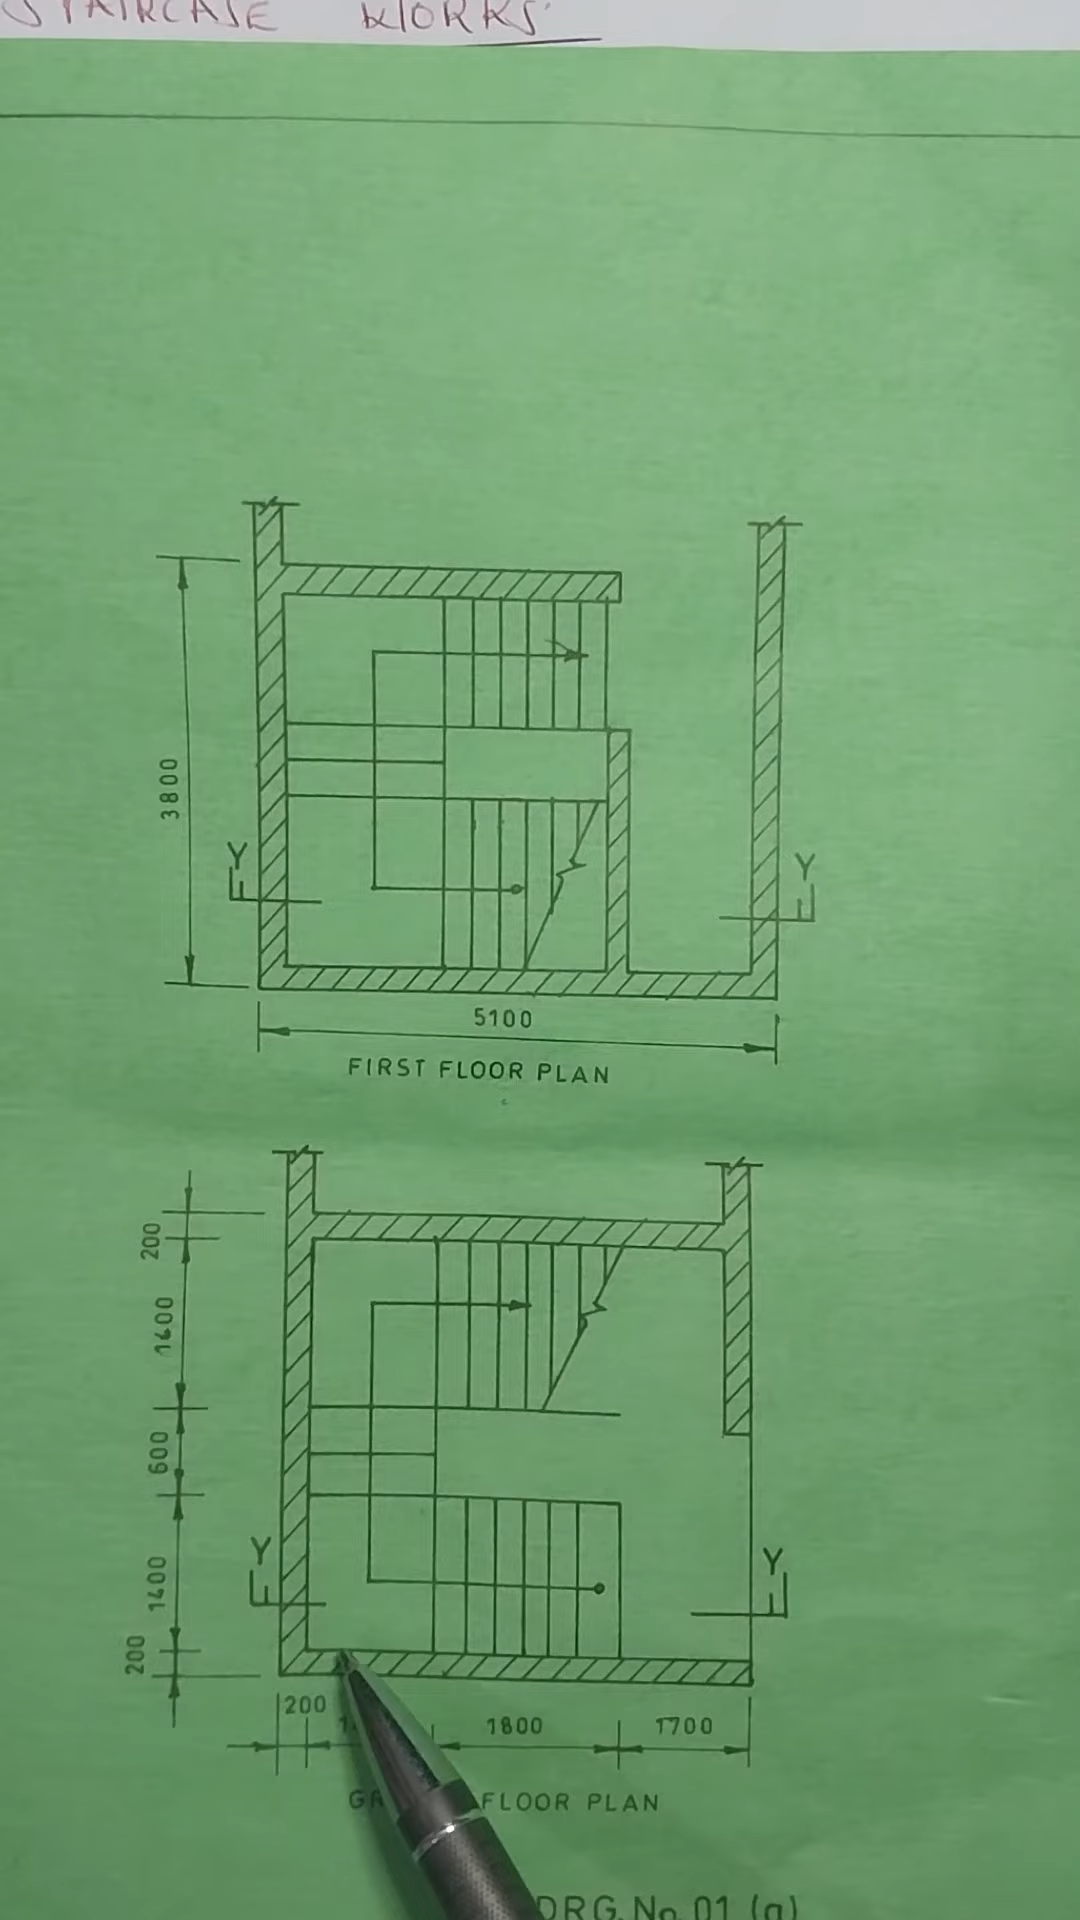 STAIRCASE WORKS
3800
Y
Y
5100
FIRST FLOOR PLAN
200
1400
600
1400
200
Y
Y
200
1800
1700
FLOOR PLAN
DRG. No. 01 (a)